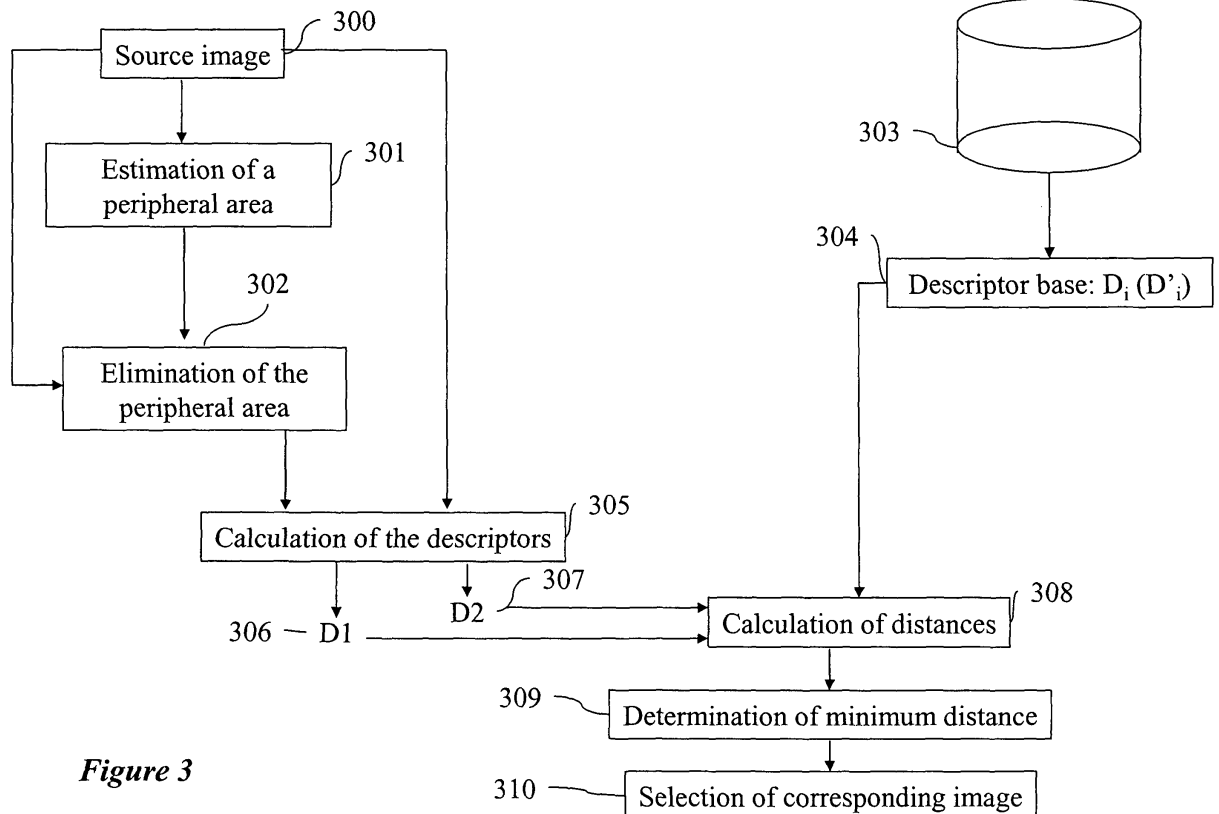 300
Source image
301
Estimation of a
peripheral area
303
304
302
Descriptor base: Di (D’i)
Elimination of the
peripheral area
305
Calculation of the descriptors
307
D2
308
306
D1
Calculation of distances
309
Determination of minimum distance
Figure 3
310
Selection of corresponding image